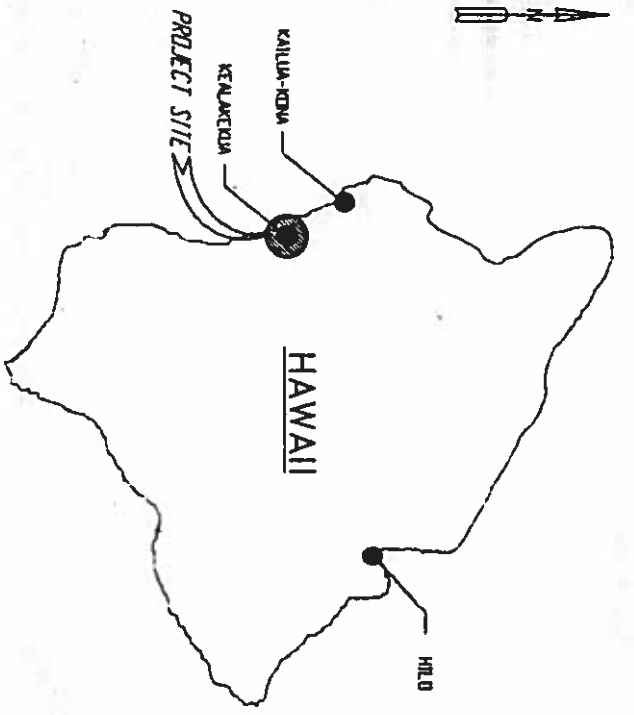 N
KAILUA-KONA
KEALAKEKUA
PROJECT SITE
HAWAII
HILO